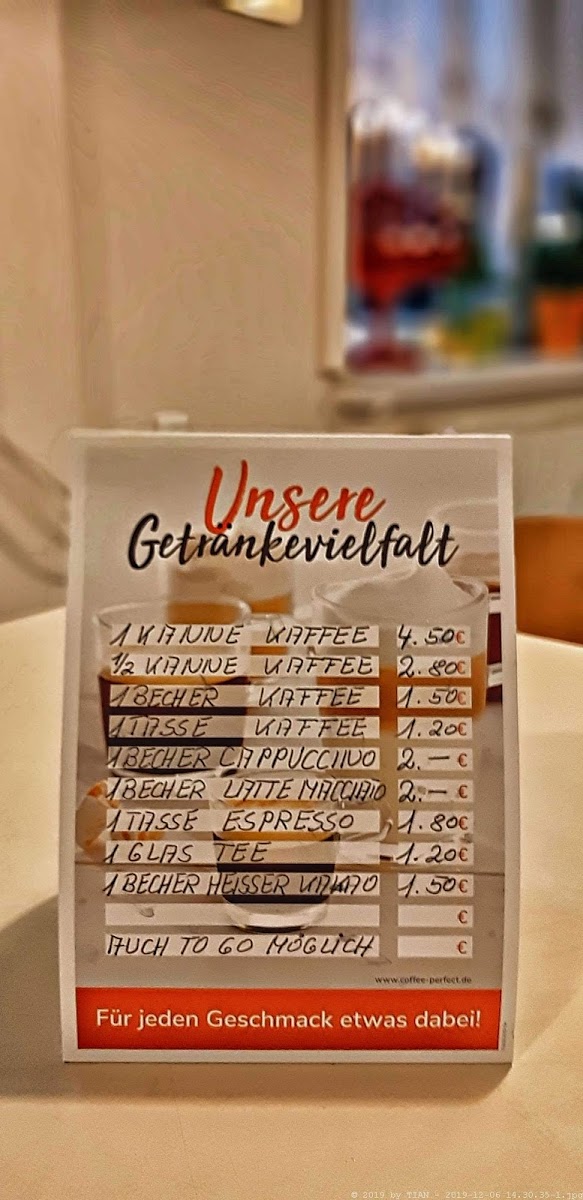 Unsere
Getränkevielfalt
1 KANNE KAFFEE 4.50€
½ KANNE KAFFEE 2.80€
1 BECHER KAFFEE 1.50€
1 TASSE KAFFEE 1.20€
1 BECHER CAPPUCCINO 2.— €
1 BECHER LATTE MACCIATO 2.— €
1 TASSE ESPRESSO 1.80€
1 GLAS TEE 1.20€
1 BECHER HEISSER KAKAO 1.50€
€
AUCH TO GO MÖGLICH €
www.coffee-perfect.de
Für jeden Geschmack etwas dabei!
© 2019 by TIAN - 2019-12-06 14.30.35-1.jpg